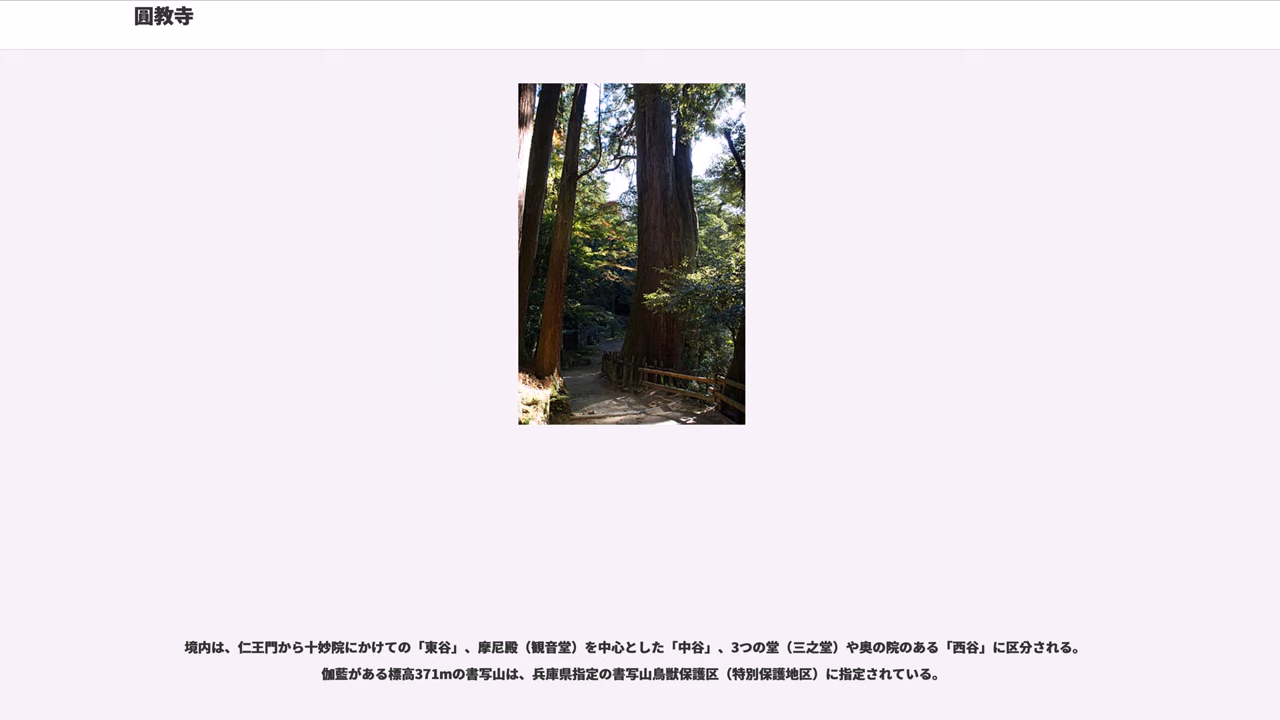 圓教寺
境内は、仁王門から十妙院にかけての「東谷」、摩尼殿（観音堂）を中心とした「中谷」、3つの堂（三之堂）や奥の院のある「西谷」に区分される。
伽藍がある標高371mの書写山は、兵庫県指定の書写山鳥獣保護区（特別保護地区）に指定されている。